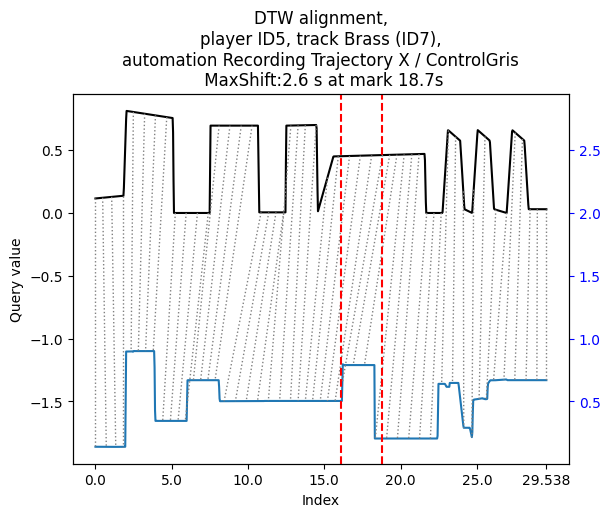 DTW alignment,
player ID5, track Brass (ID7),
automation Recording Trajectory X / ControlGris
MaxShift:2.6 s at mark 18.7s
0.5
0.0
−0.5
−1.0
−1.5
Query value
2.5
2.0
1.5
1.0
0.5
0.0
5.0
10.0
15.0
20.0
25.0
29.538
Index